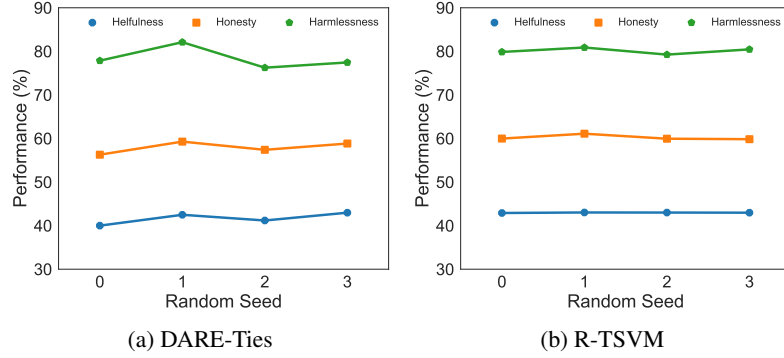 Helfulness Honesty Harmlessness
90
80
70
60
50
40
30
Performance (%)
0 1 2 3
Random Seed
(a) DARE-Ties
Helfulness Honesty Harmlessness
90
80
70
60
50
40
30
Performance (%)
0 1 2 3
Random Seed
(b) R-TSVM